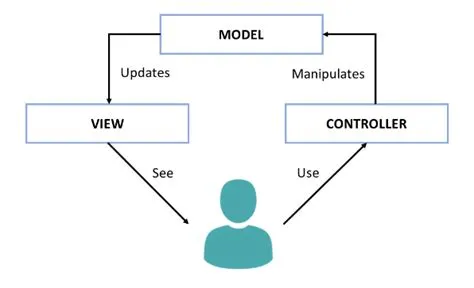 MODEL
Updates
Manipulates
VIEW
CONTROLLER
See
Use